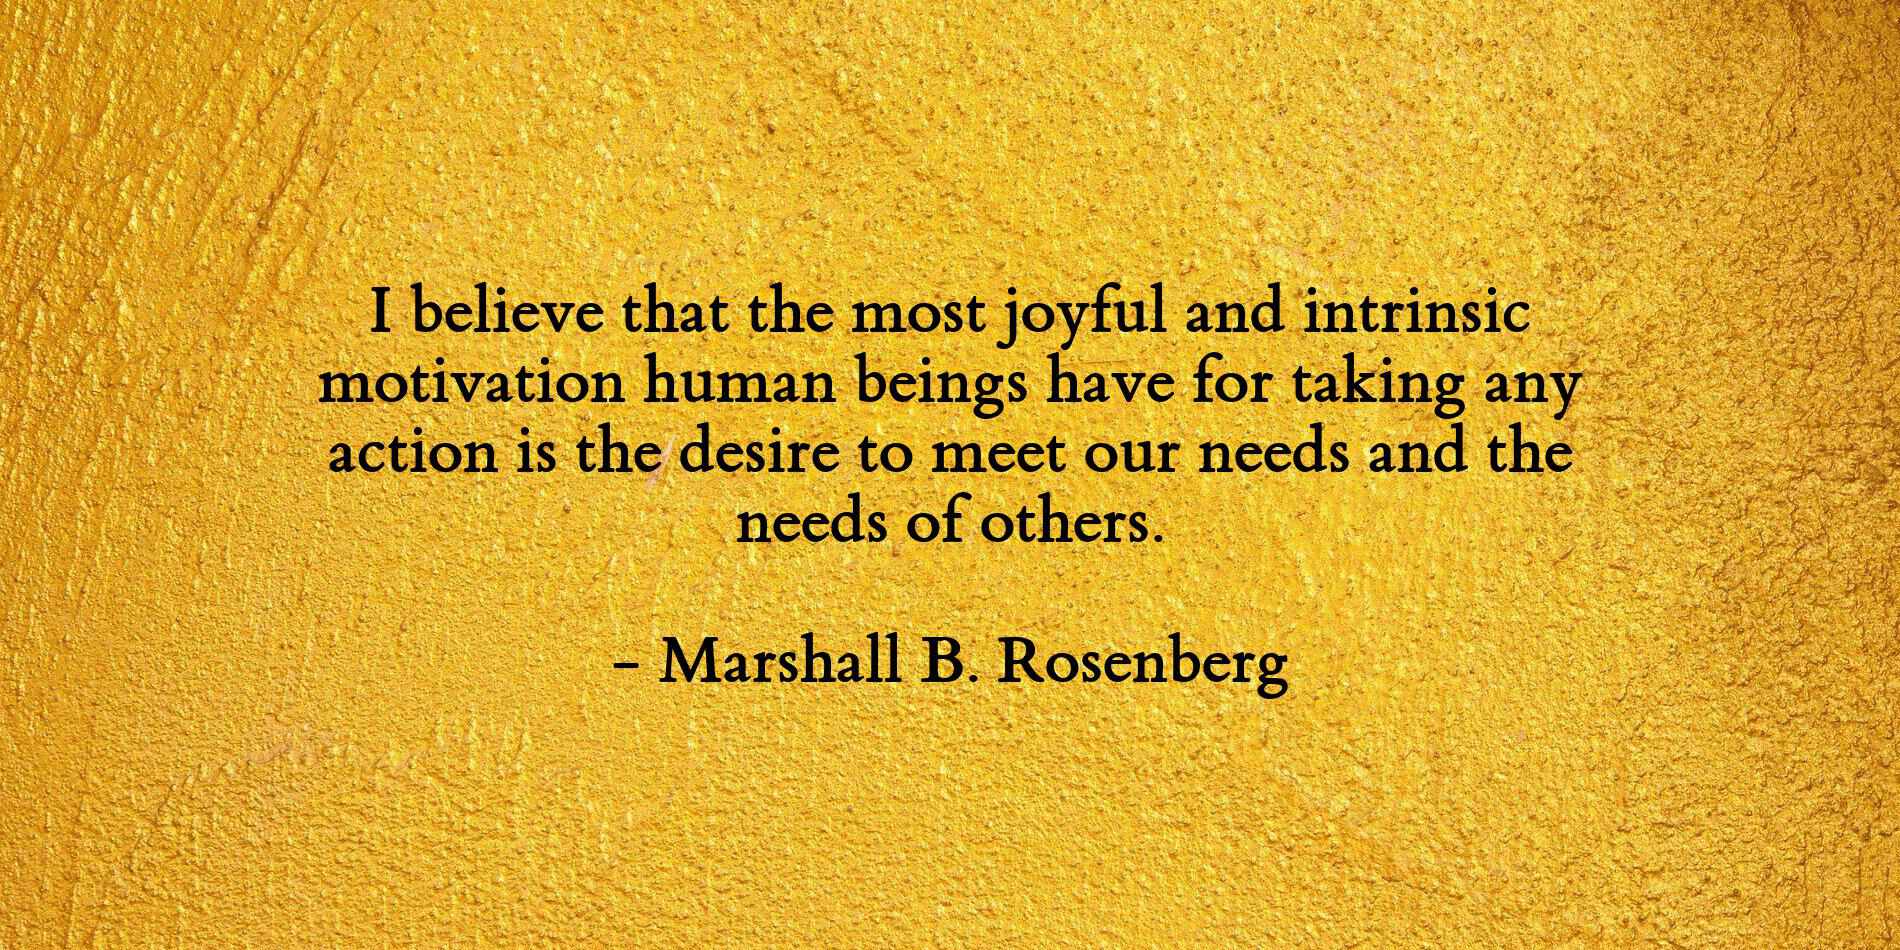 I believe that the most joyful and intrinsic
motivation human beings have for taking any
action is the desire to meet our needs and the
needs of others.
– Marshall B. Rosenberg